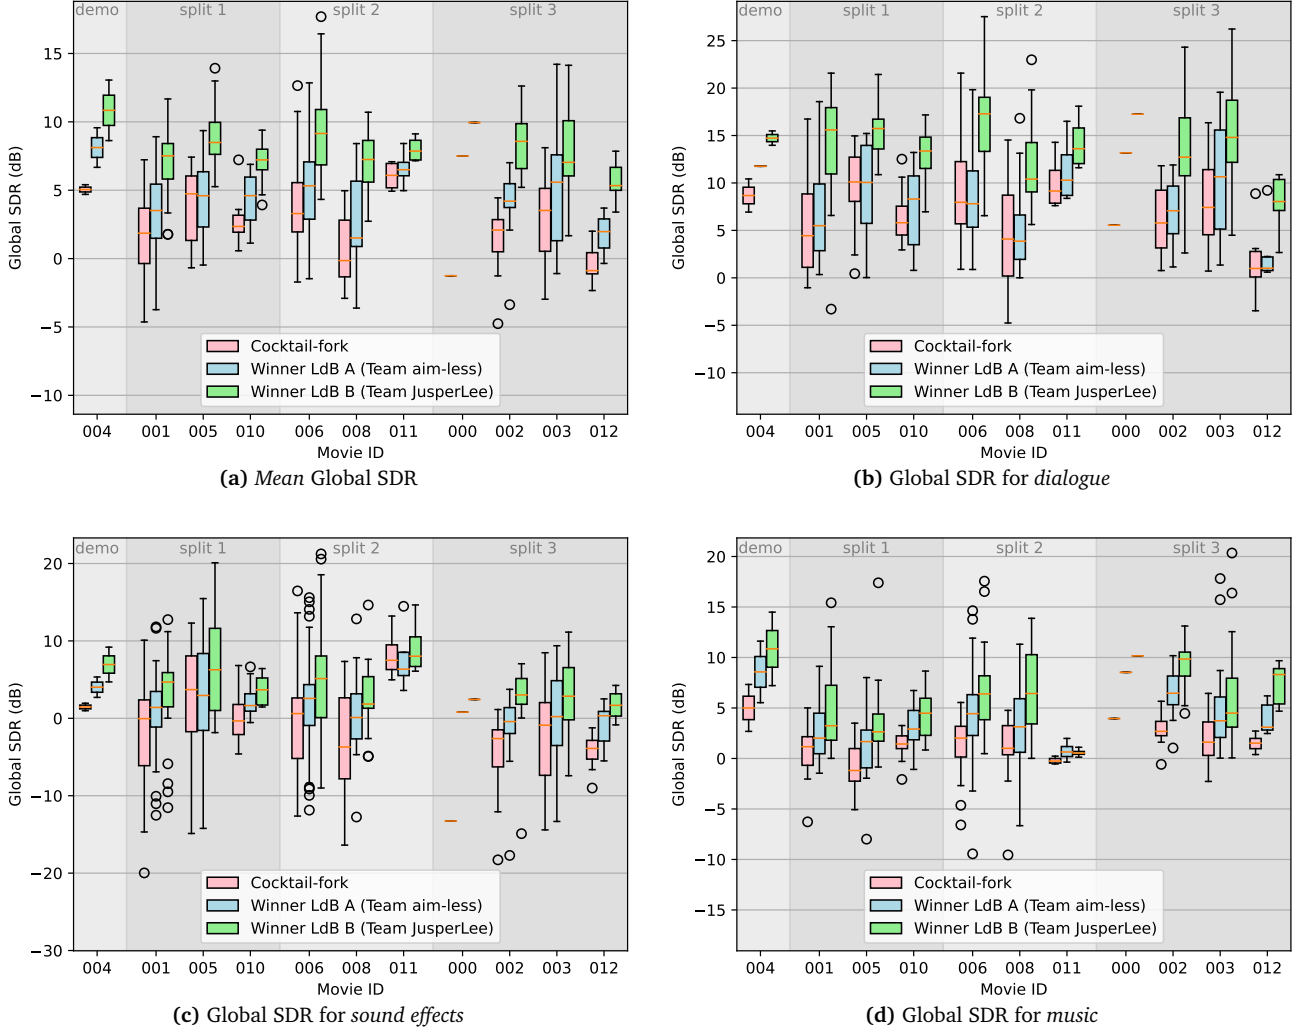 demo split 1 split 2 split 3
15
10
5
0
−5
−10
Global SDR (dB)
Cocktail-fork
Winner LdB A (Team aim-less)
Winner LdB B (Team JusperLee)
004 001 005 010 006 008 011 000 002 003 012
Movie ID
(a) Mean Global SDR
demo split 1 split 2 split 3
25
20
15
10
5
0
−5
−10
Global SDR (dB)
Cocktail-fork
Winner LdB A (Team aim-less)
Winner LdB B (Team JusperLee)
004 001 005 010 006 008 011 000 002 003 012
Movie ID
(b) Global SDR for dialogue
demo split 1 split 2 split 3
20
10
0
−10
−20
−30
Global SDR (dB)
Cocktail-fork
Winner LdB A (Team aim-less)
Winner LdB B (Team JusperLee)
004 001 005 010 006 008 011 000 002 003 012
Movie ID
(c) Global SDR for sound effects
demo split 1 split 2 split 3
20
15
10
5
0
−5
−10
−15
Global SDR (dB)
Cocktail-fork
Winner LdB A (Team aim-less)
Winner LdB B (Team JusperLee)
004 001 005 010 006 008 011 000 002 003 012
Movie ID
(d) Global SDR for music